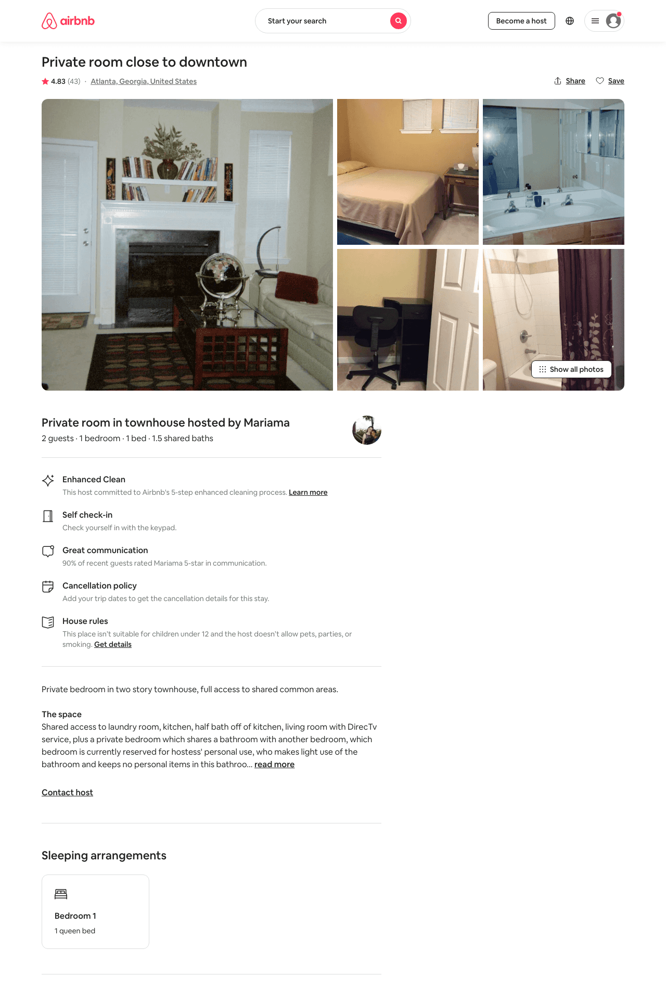 airbnb
Start your search
Become a host
Private room close to downtown
4.83 (43) · Atlanta, Georgia, United States
Share
Save
Show all photos
Private room in townhouse hosted by Mariama
2 guests · 1 bedroom · 1 bed · 1.5 shared baths
Enhanced Clean
This host committed to Airbnb's 5-step enhanced cleaning process. Learn more
Self check-in
Check yourself in with the keypad.
Great communication
90% of recent guests rated Mariama 5-star in communication.
Cancellation policy
Add your trip dates to get the cancellation details for this stay.
House rules
This place isn't suitable for children under 12 and the host doesn't allow pets, parties, or
smoking. Get details
Private bedroom in two story townhouse, full access to shared common areas.
The space
Shared access to laundry room, kitchen, half bath off of kitchen, living room with DirecTv
service, plus a private bedroom which shares a bathroom with another bedroom, which
bedroom is currently reserved for hostess' personal use, who makes light use of the
bathroom and keeps no personal items in this bathroo... read more
Contact host
Sleeping arrangements
Bedroom 1
1 queen bed